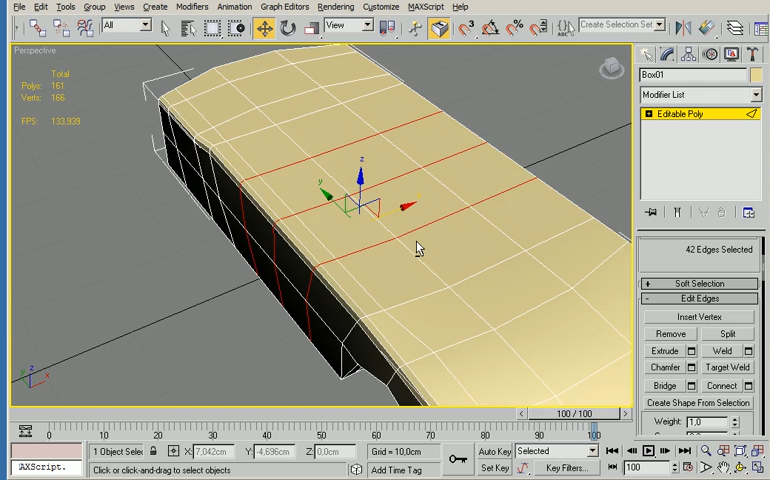 File Edit Tools Group Create Modifiers Animation Graph Editors Rendering Customize MAXScript Help
All View Create Selection Set
Perspective
Total
Polys: 161
Verts: 166
FPS: 133,939
z
y
z
x
Box01
Modifier List
Editable Poly
42 Edges Selected
+ Soft Selection
- Edit Edges
Insert Vertex
Remove Split
Extrude Weld
Chamfer Target Weld
Bridge Connect
Create Shape From Selection
Weight: 1,0
< 100 / 100 >
0 10 20 30 40 50 60 70 80 90 100
1 Object Selec X: 7,042cm Y: -4,696cm Z: 0,0cm Grid = 10,0cm Auto Key Selected
AXScript. Click or click-and-drag to select objects Add Time Tag Set Key Key Filters... 100